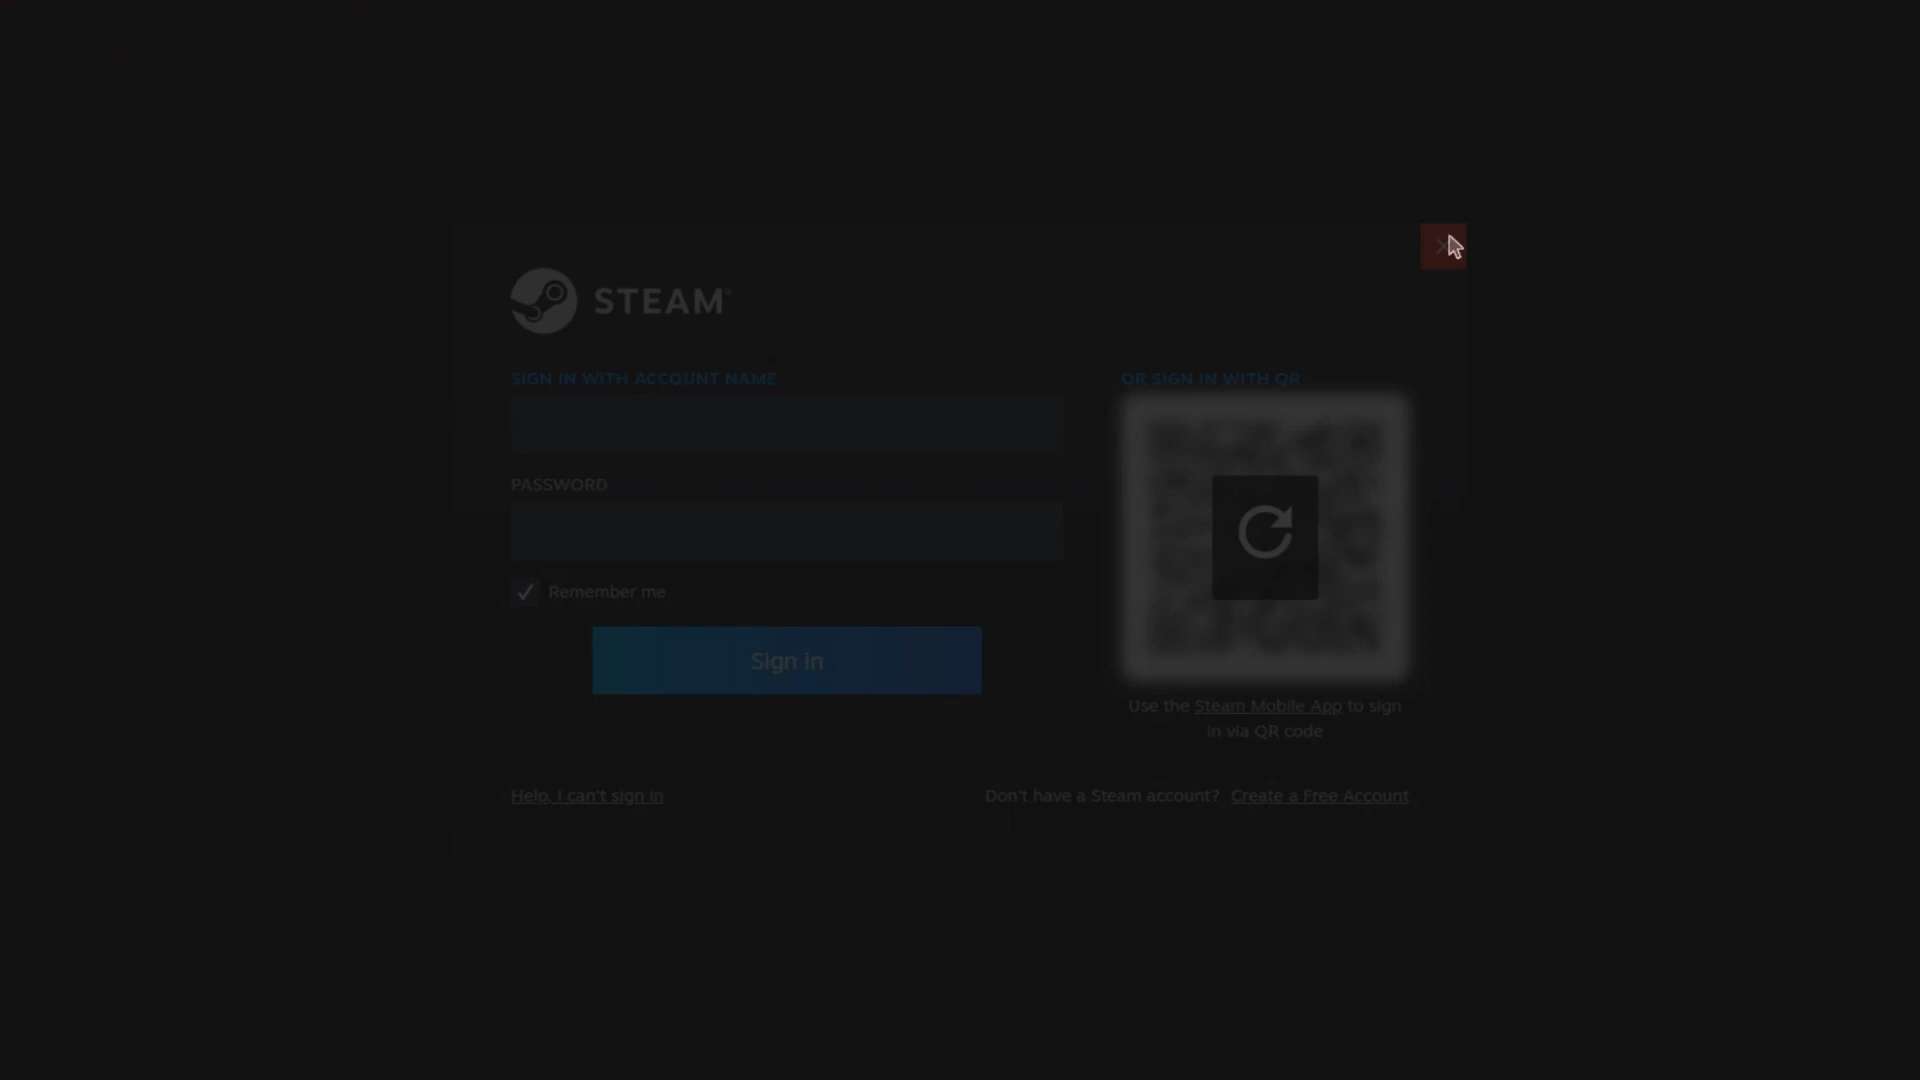 STEAM®
SIGN IN WITH ACCOUNT NAME
OR SIGN IN WITH QR
PASSWORD
Remember me
Sign in
Use the Steam Mobile App to sign
in via QR code
Help, I can't sign in
Don't have a Steam account? Create a Free Account